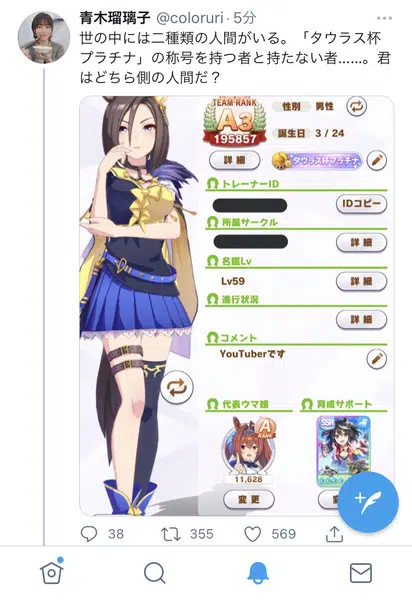 青木瑠璃子 @coloruri・5分
世の中には二種類の人間がいる。「タウラス杯
プラチナ」の称号を持つ者と持たない者……。君
はどちら側の人間だ？
TEAM RANK
A3
195857
性別 男性
誕生日 3 / 24
詳細
タウラス杯プラチナ
トレーナーID
IDコピー
所属サークル
詳細
名鑑Lv
Lv59
詳細
進行状況
詳細
コメント
YouTuberです
代表ウマ娘
育成サポート
A
RANK
SSR
11,628
変更
38
355
569